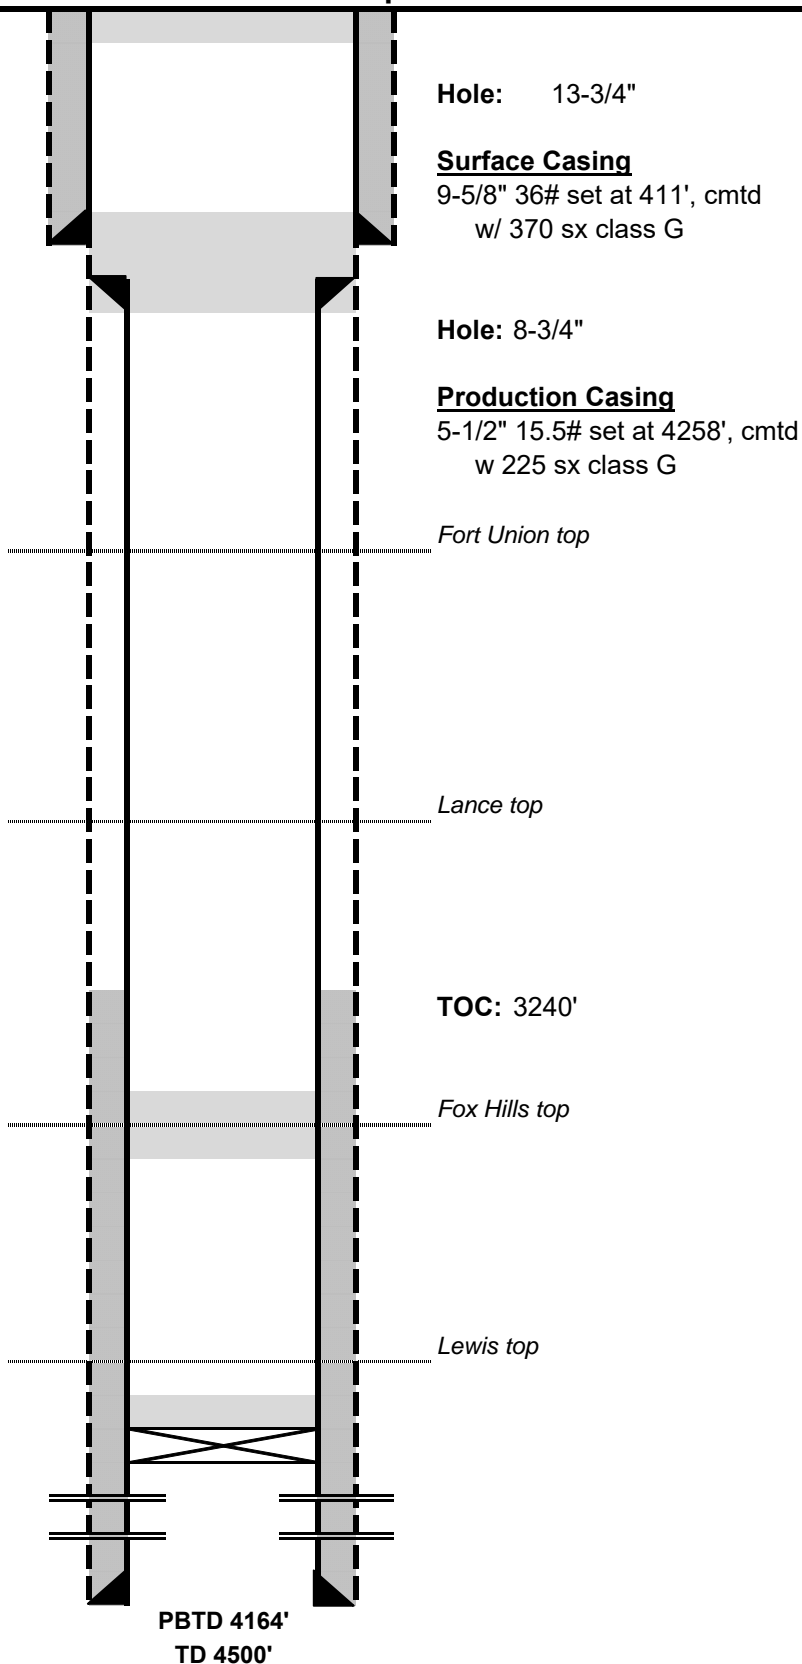 Hole: 13-3/4"
Surface Casing
9-5/8" 36# set at 411', cmtd
w/ 370 sx class G
Hole: 8-3/4"
Production Casing
5-1/2" 15.5# set at 4258', cmtd
w 225 sx class G
Fort Union top
Lance top
TOC: 3240'
Fox Hills top
Lewis top
PBTD 4164'
TD 4500'